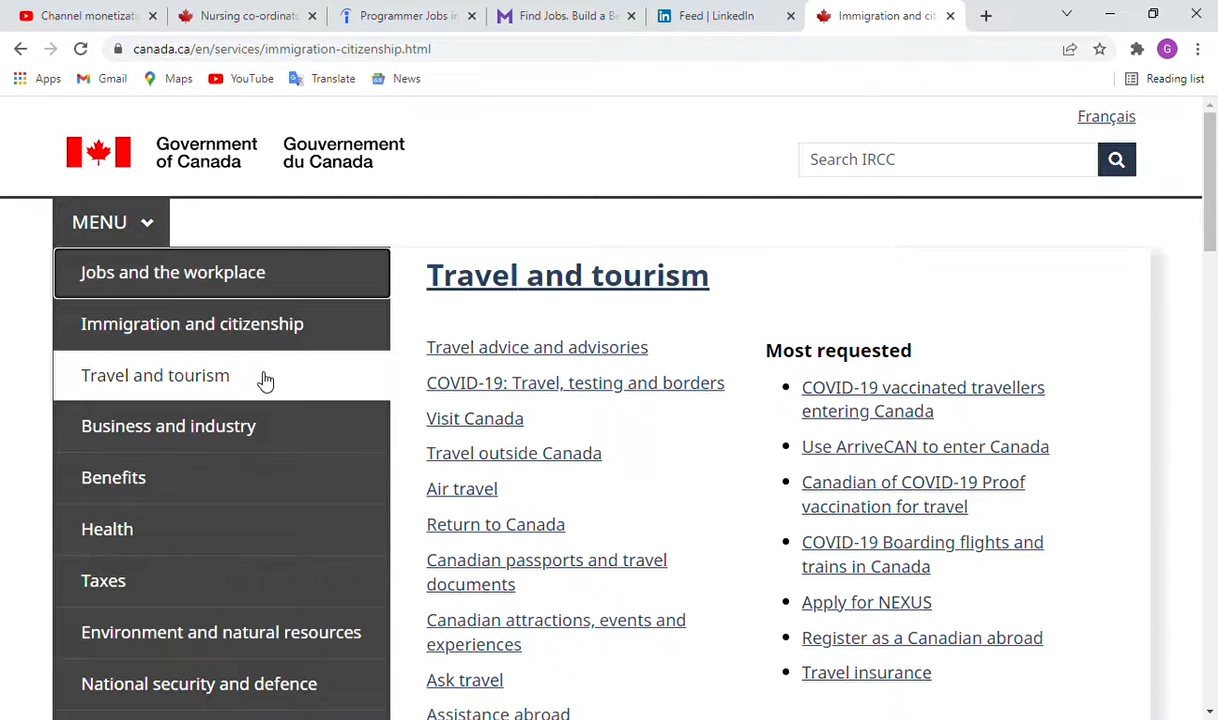 Channel monetizati
Nursing co-ordinato
Programmer Jobs in
Find Jobs. Build a Be
Feed | LinkedIn
Immigration and cit
canada.ca/en/services/immigration-citizenship.html
G
Apps
Gmail
Maps
YouTube
Translate
News
Reading list
Français
Government
of Canada
Gouvernement
du Canada
Search IRCC
MENU
Jobs and the workplace
Immigration and citizenship
Travel and tourism
Business and industry
Benefits
Health
Taxes
Environment and natural resources
National security and defence
Travel and tourism
Travel advice and advisories
COVID-19: Travel, testing and borders
Visit Canada
Travel outside Canada
Air travel
Return to Canada
Canadian passports and travel
documents
Canadian attractions, events and
experiences
Ask travel
Assistance abroad
Most requested
COVID-19 vaccinated travellers
entering Canada
Use ArriveCAN to enter Canada
Canadian of COVID-19 Proof
vaccination for travel
COVID-19 Boarding flights and
trains in Canada
Apply for NEXUS
Register as a Canadian abroad
Travel insurance